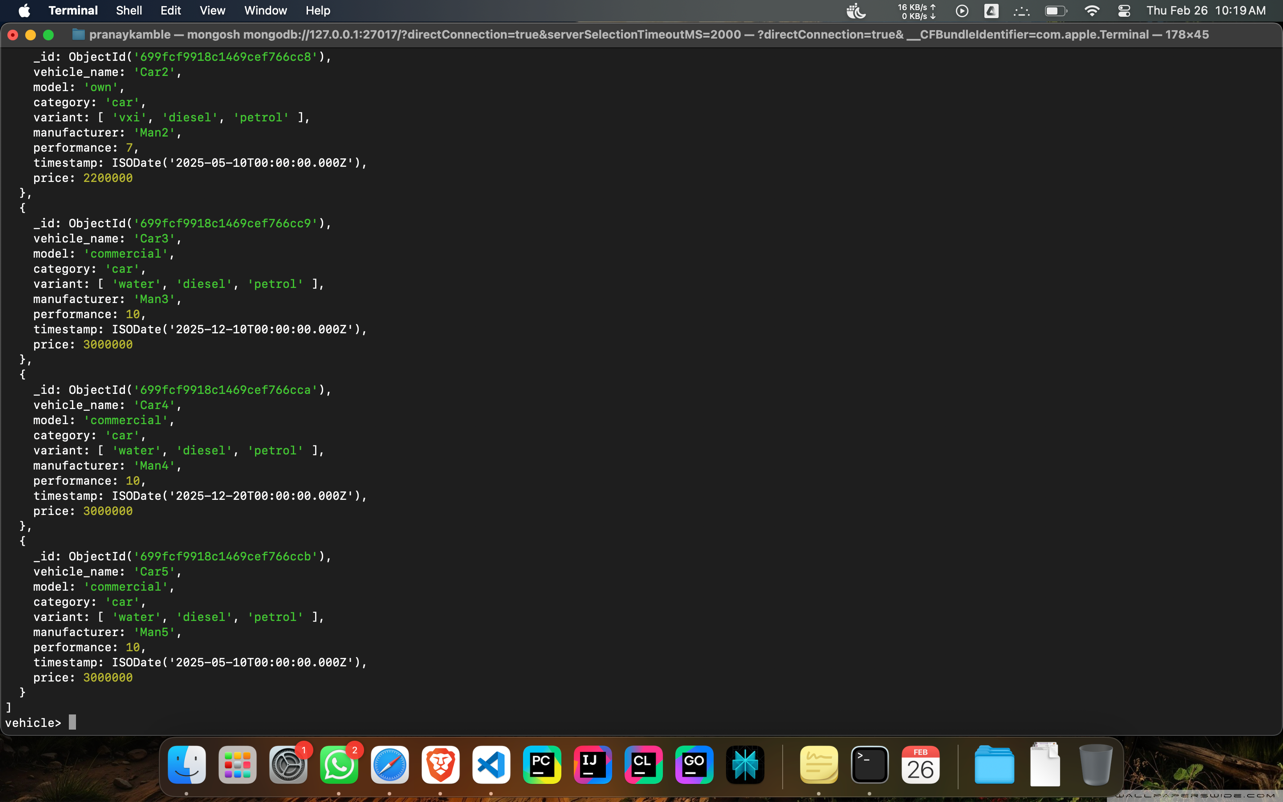 Terminal Shell Edit View Window Help 16 KB/s ↑ 0 KB/s ↓ Thu Feb 26 10:19 AM
pranaykamble — mongosh mongodb://127.0.0.1:27017/?directConnection=true&serverSelectionTimeoutMS=2000 — ?directConnection=true& __CFBundleIdentifier=com.apple.Terminal — 178×45
_id: ObjectId('699fcf9918c1469cef766cc8'),
vehicle_name: 'Car2',
model: 'own',
category: 'car',
variant: [ 'vxi', 'diesel', 'petrol' ],
manufacturer: 'Man2',
performance: 7,
timestamp: ISODate('2025-05-10T00:00:00.000Z'),
price: 2200000
},
{
_id: ObjectId('699fcf9918c1469cef766cc9'),
vehicle_name: 'Car3',
model: 'commercial',
category: 'car',
variant: [ 'water', 'diesel', 'petrol' ],
manufacturer: 'Man3',
performance: 10,
timestamp: ISODate('2025-12-10T00:00:00.000Z'),
price: 3000000
},
{
_id: ObjectId('699fcf9918c1469cef766cca'),
vehicle_name: 'Car4',
model: 'commercial',
category: 'car',
variant: [ 'water', 'diesel', 'petrol' ],
manufacturer: 'Man4',
performance: 10,
timestamp: ISODate('2025-12-20T00:00:00.000Z'),
price: 3000000
},
{
_id: ObjectId('699fcf9918c1469cef766ccb'),
vehicle_name: 'Car5',
model: 'commercial',
category: 'car',
variant: [ 'water', 'diesel', 'petrol' ],
manufacturer: 'Man5',
performance: 10,
timestamp: ISODate('2025-05-10T00:00:00.000Z'),
price: 3000000
}
]
vehicle>
1 2 PC IJ CL GO >_ FEB 26
WALLPAPERSWIDE.COM